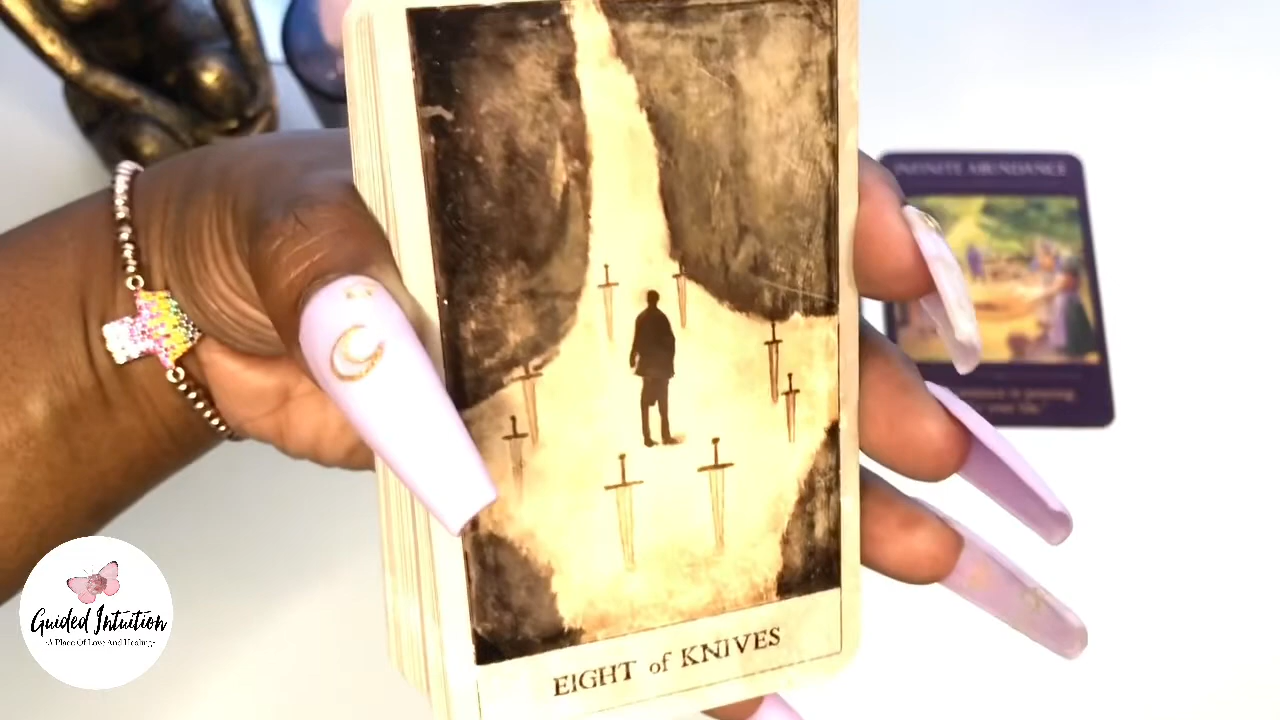 INFINITE ABUNDANCE
EIGHT of KNIVES
Guided Intuition
A Place Of Love And Healing